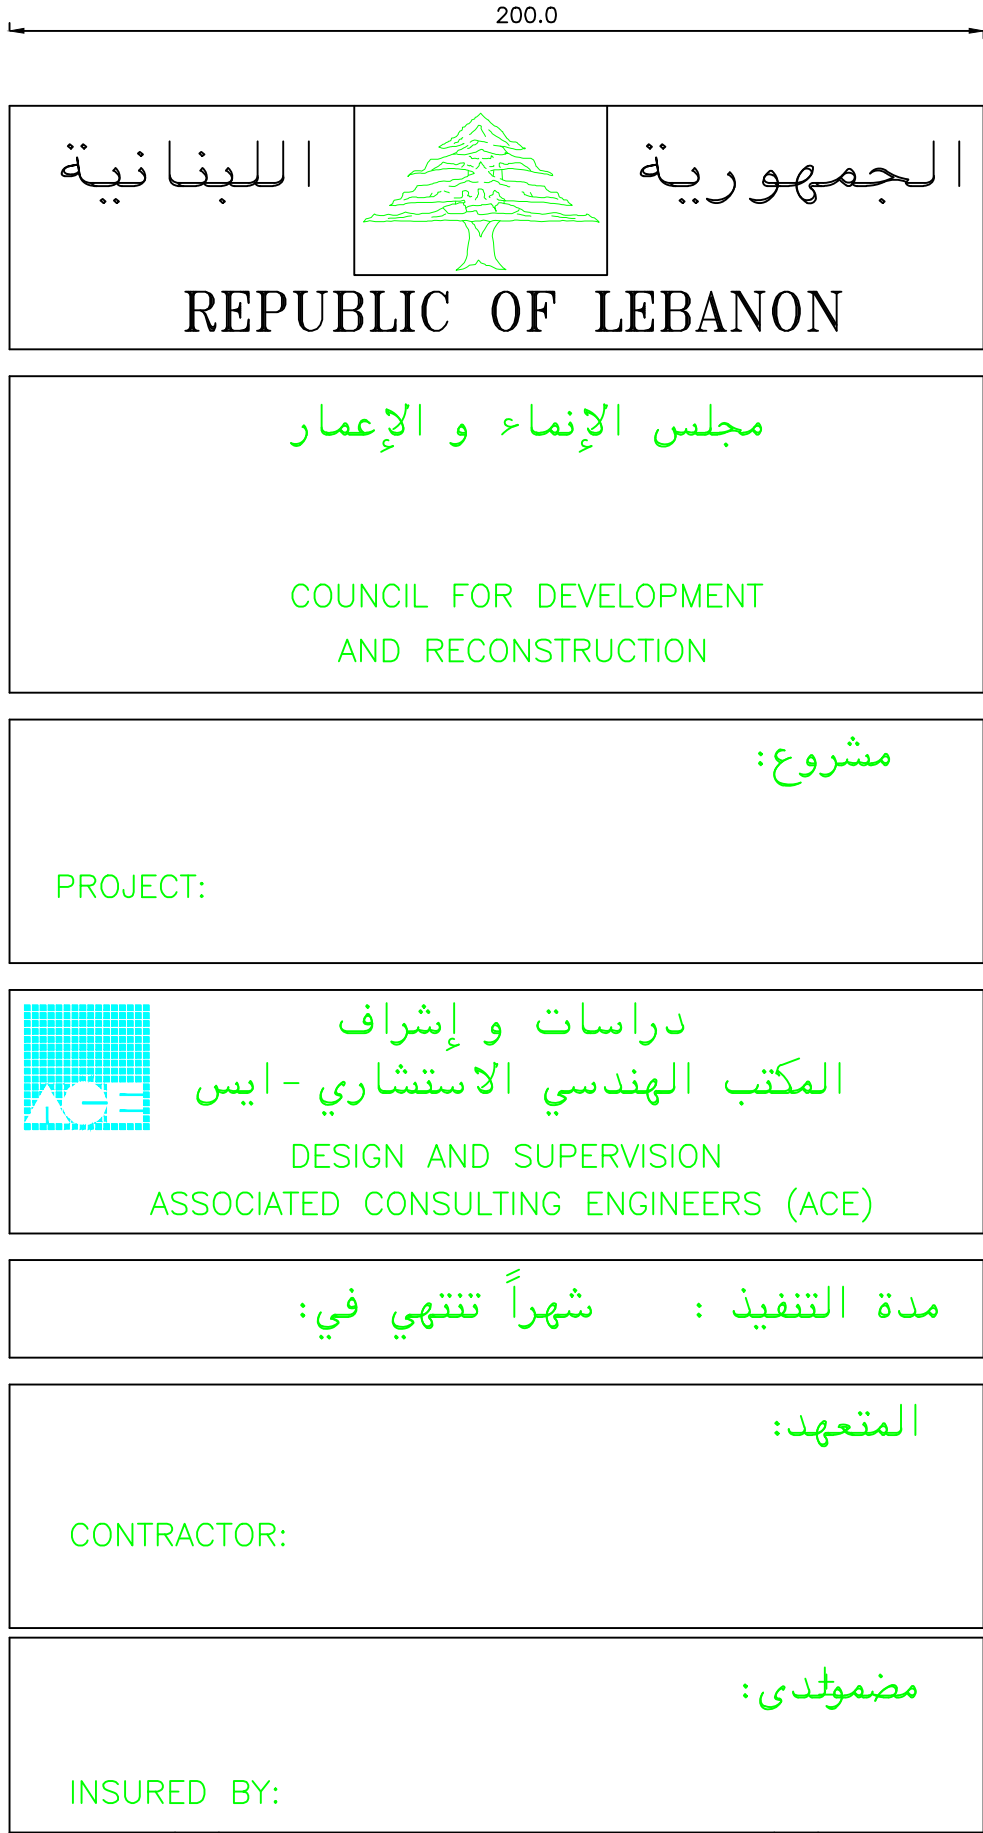 200.0
الجمهورية اللبنانية
REPUBLIC OF LEBANON
مجلس الإنماء و الإعمار
COUNCIL FOR DEVELOPMENT
AND RECONSTRUCTION
مشروع:
PROJECT:
دراسات و إشراف
ACE
المكتب الهندسي الاستشاري - ايس
DESIGN AND SUPERVISION
ASSOCIATED CONSULTING ENGINEERS (ACE)
مدة التنفيذ : شهراً تنتهي في:
المتعهد:
CONTRACTOR:
INSURED BY: